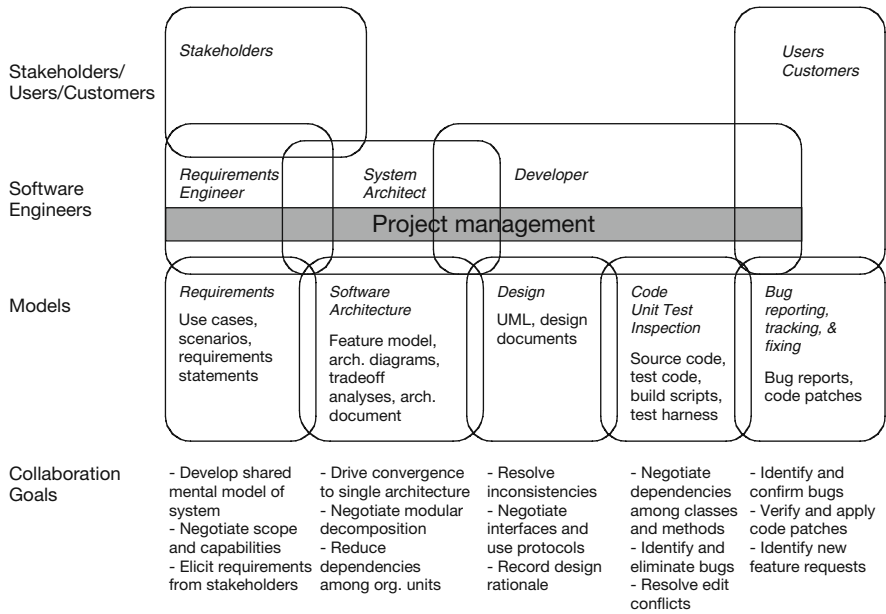 Stakeholders/
Users/Customers
Stakeholders
Users
Customers
Software
Engineers
Requirements
Engineer
System
Architect
Developer
Project management
Models
Requirements
Use cases,
scenarios,
requirements
statements
Software
Architecture
Feature model,
arch. diagrams,
tradeoff
analyses, arch.
document
Design
UML, design
documents
Code
Unit Test
Inspection
Source code,
test code,
build scripts,
test harness
Bug
reporting,
tracking, &
fixing
Bug reports,
code patches
Collaboration
Goals
- Develop shared
mental model of
system
- Negotiate scope
and capabilities
- Elicit requirements
from stakeholders
- Drive convergence
to single architecture
- Negotiate modular
decomposition
- Reduce
dependencies
among org. units
- Resolve
inconsistencies
- Negotiate
interfaces and
use protocols
- Record design
rationale
- Negotiate
dependencies
among classes
and methods
- Identify and
eliminate bugs
- Resolve edit
conflicts
- Identify and
confirm bugs
- Verify and apply
code patches
- Identify new
feature requests